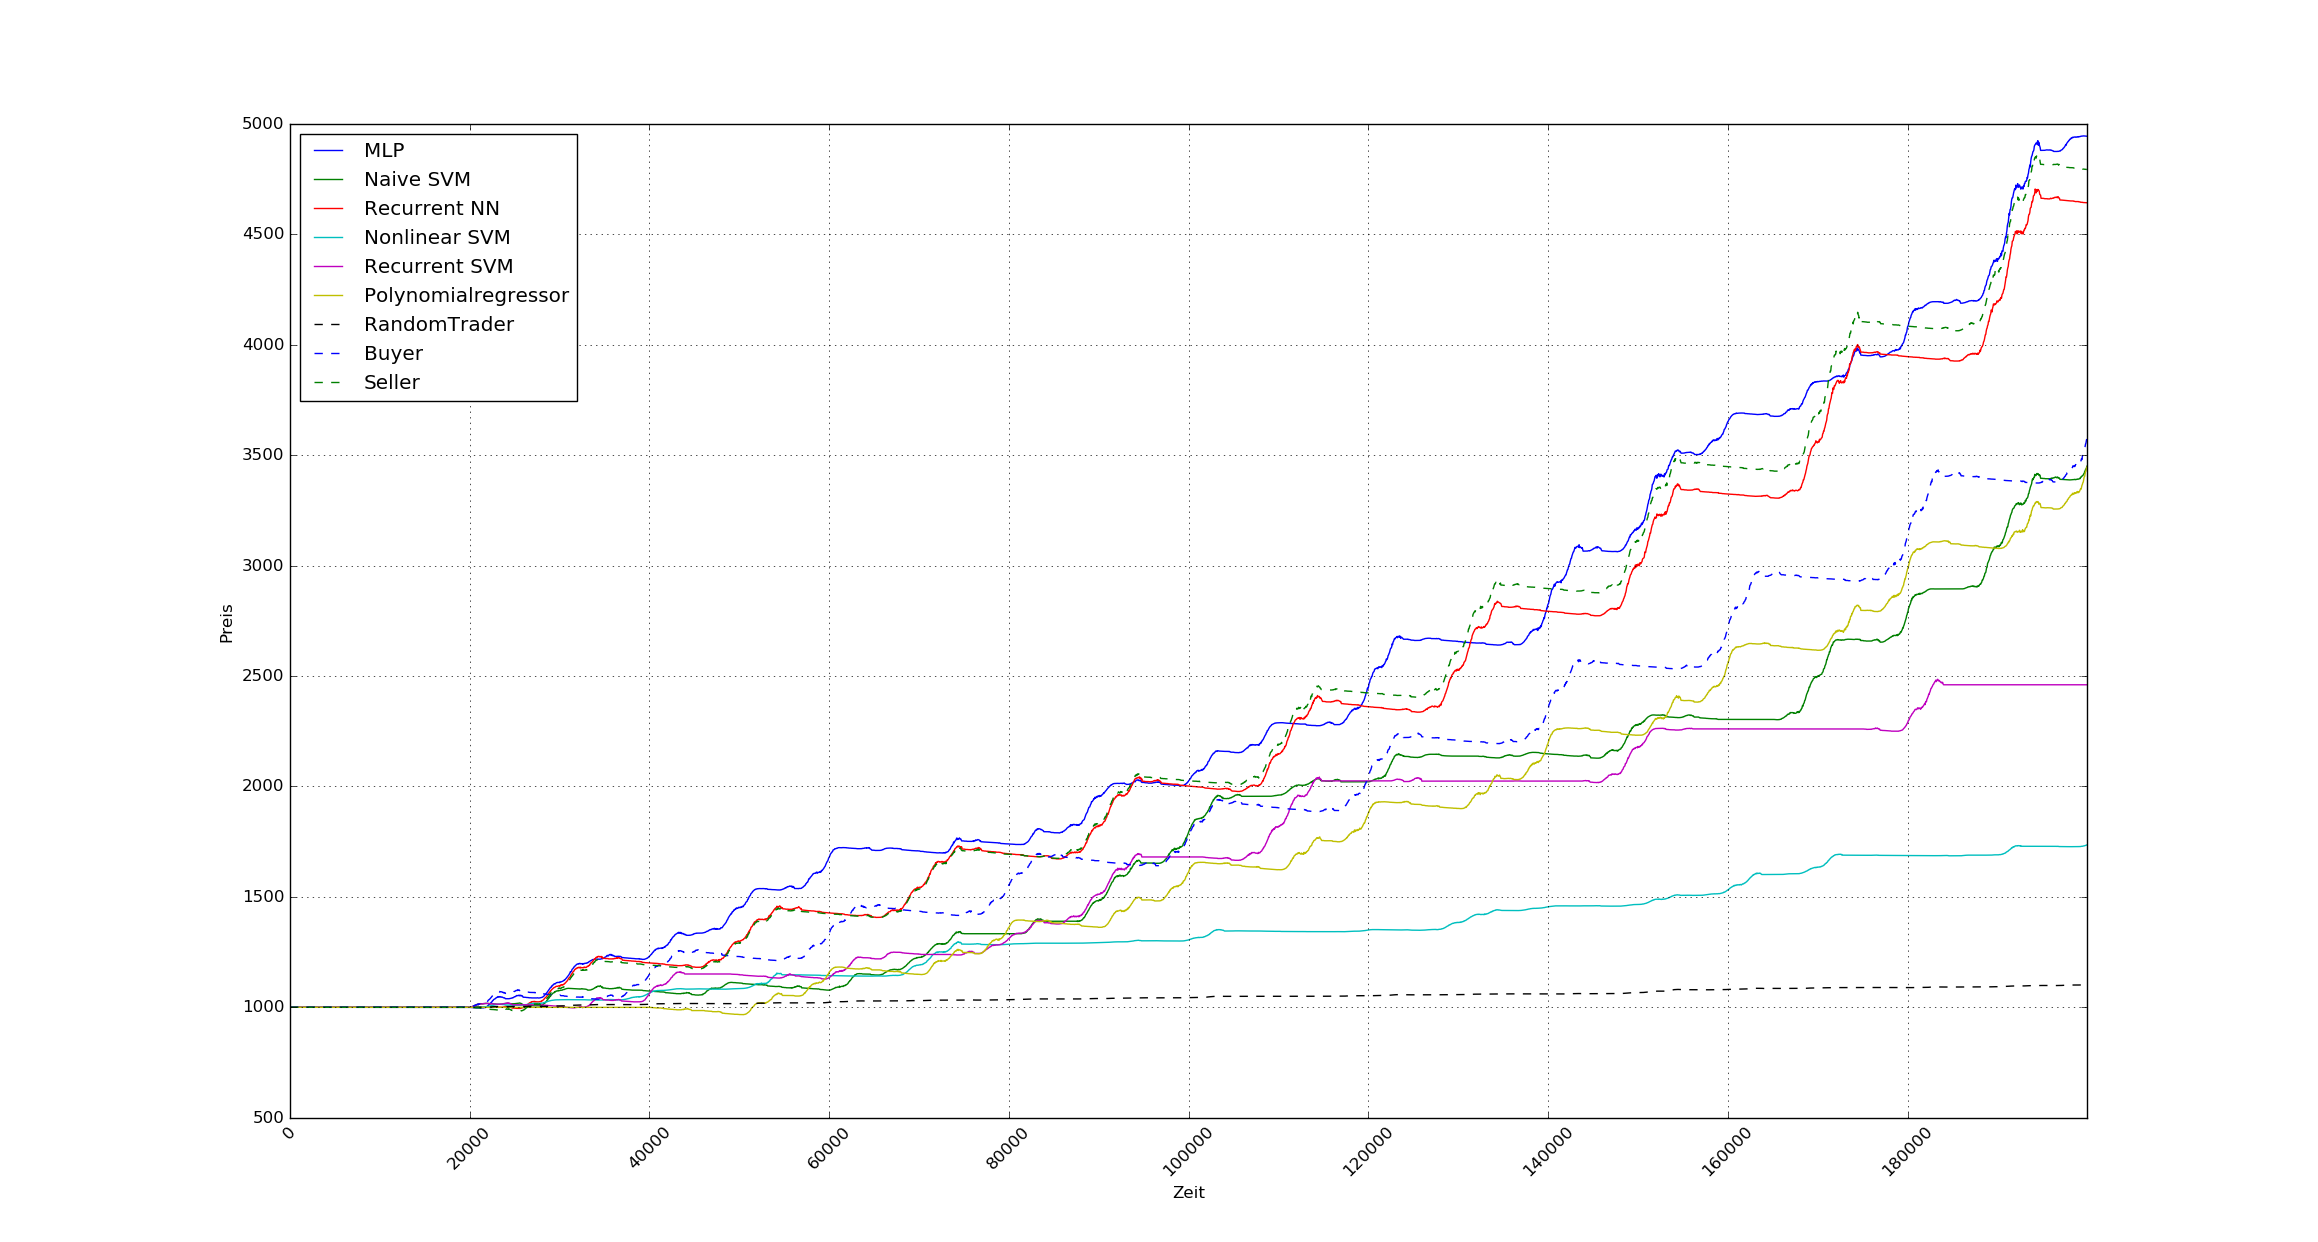 5000
4500
4000
3500
3000
2500
2000
1500
1000
500
Preis
MLP
Naive SVM
Recurrent NN
Nonlinear SVM
Recurrent SVM
Polynomialregressor
RandomTrader
Buyer
Seller
0
20000
40000
60000
80000
100000
120000
140000
160000
180000
Zeit